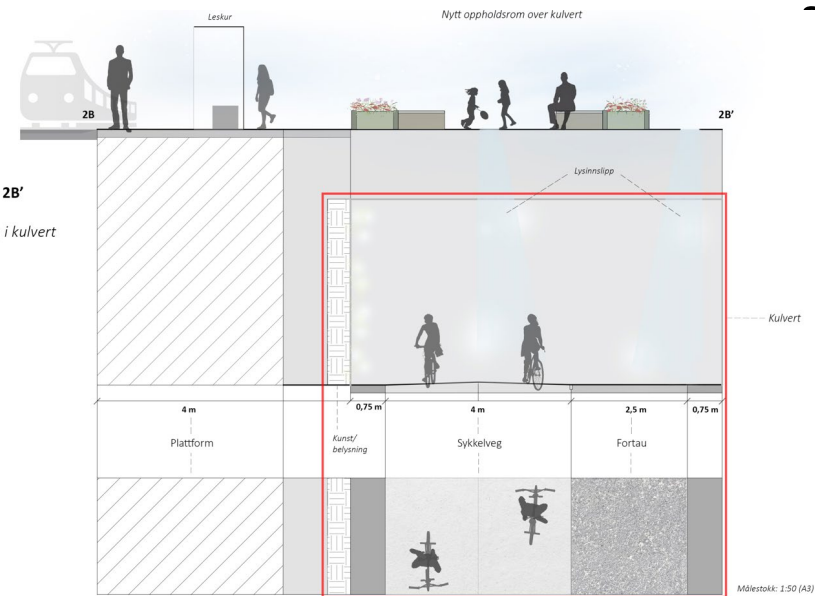 Leskur
Nytt oppholdsrom over kulvert
2B
2B’
2B’
i kulvert
Lysinnslipp
Kulvert
4 m
0,75 m
4 m
2,5 m
0,75 m
Plattform
Kunst/
belysning
Sykkelveg
Fortau
Målestokk: 1:50 (A3)